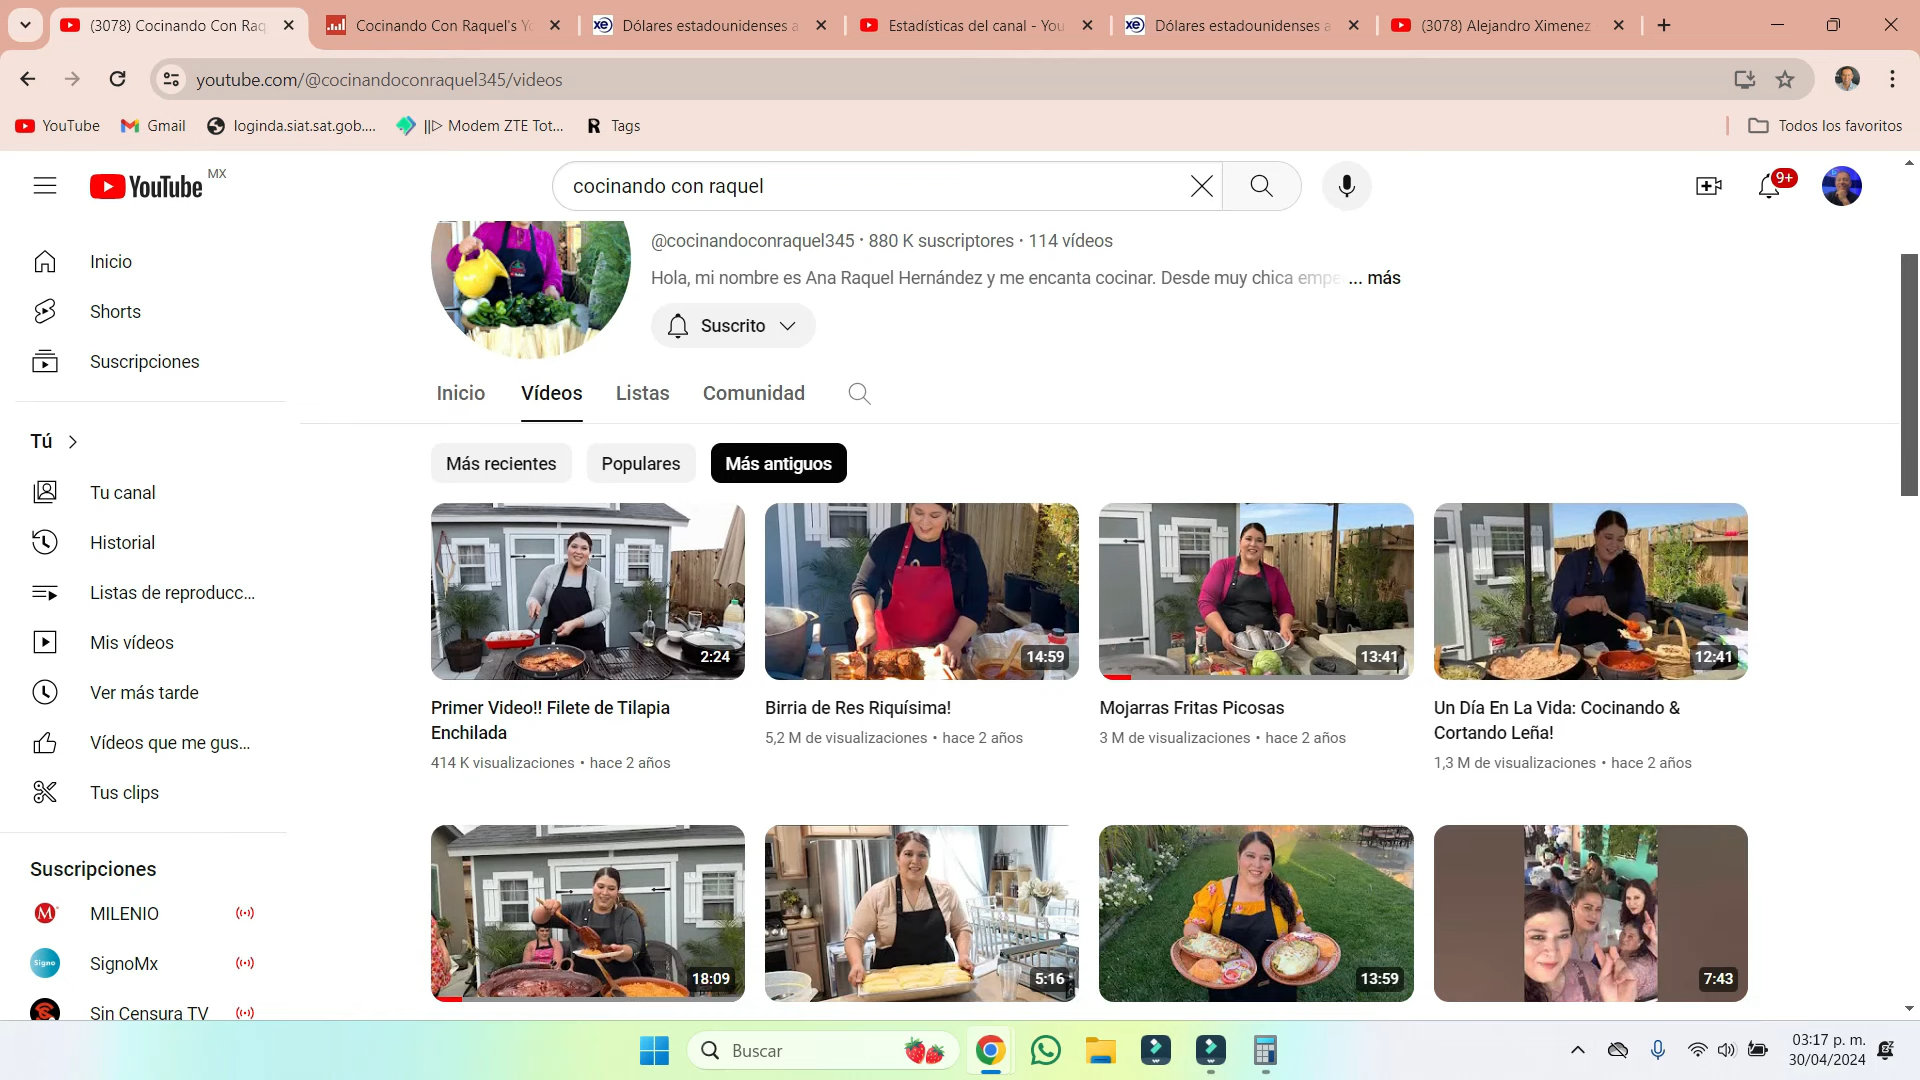 (3078) Cocinando Con Raq
Cocinando Con Raquel's Yo
Dólares estadounidenses a
Estadísticas del canal - You
Dólares estadounidenses a
(3078) Alejandro Ximenez
youtube.com/@cocinandoconraquel345/videos
YouTube
Gmail
loginda.siat.sat.gob....
||▷ Modem ZTE Tot...
R Tags
Todos los favoritos
YouTube MX
cocinando con raquel
9+
@cocinandoconraquel345 · 880 K suscriptores · 114 vídeos
Hola, mi nombre es Ana Raquel Hernández y me encanta cocinar. Desde muy chica empe ... más
Suscrito
Inicio
Shorts
Suscripciones
Tú
Tu canal
Historial
Listas de reproducc...
Mis vídeos
Ver más tarde
Vídeos que me gus...
Tus clips
Suscripciones
MILENIO
Signo
SignoMx
Sin Censura TV
Inicio Vídeos Listas Comunidad
Más recientes Populares Más antiguos
2:24
14:59
13:41
12:41
Primer Video!! Filete de Tilapia
Enchilada
414 K visualizaciones • hace 2 años
Birria de Res Riquísima!
5,2 M de visualizaciones • hace 2 años
Mojarras Fritas Picosas
3 M de visualizaciones • hace 2 años
Un Día En La Vida: Cocinando &
Cortando Leña!
1,3 M de visualizaciones • hace 2 años
18:09
5:16
13:59
7:43
Buscar
03:17 p. m.
30/04/2024